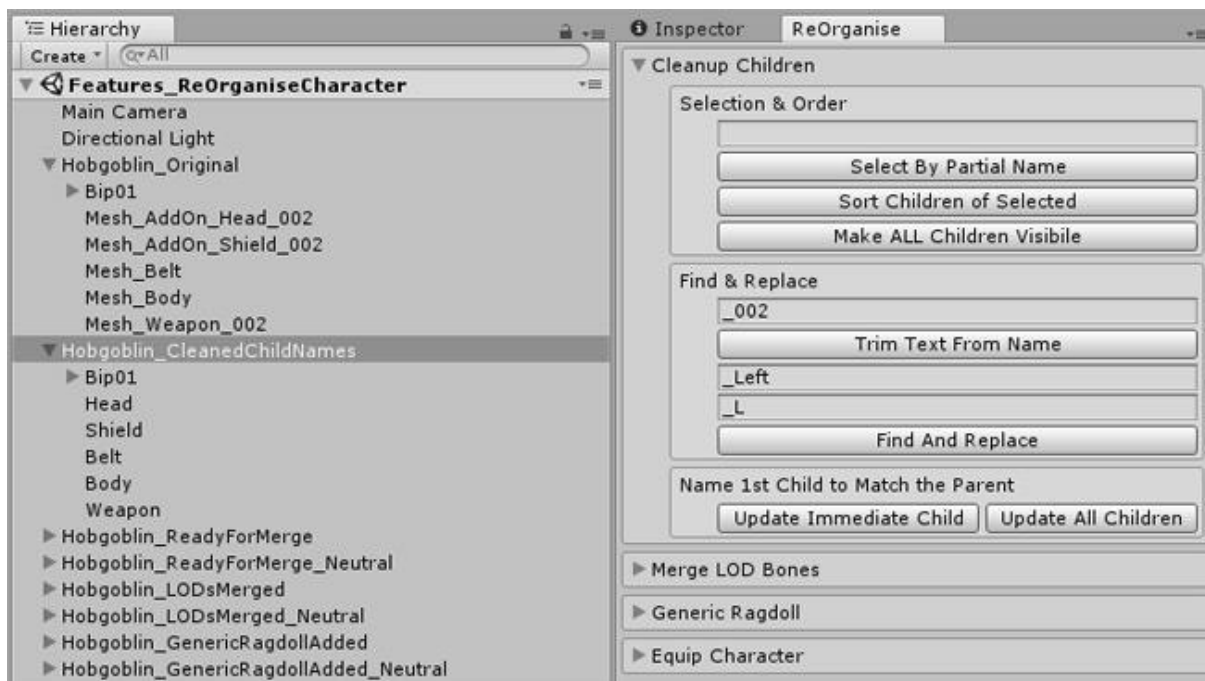 Hierarchy
Create All
Features_ReOrganiseCharacter
Main Camera
Directional Light
Hobgoblin_Original
Bip01
Mesh_AddOn_Head_002
Mesh_AddOn_Shield_002
Mesh_Belt
Mesh_Body
Mesh_Weapon_002
Hobgoblin_CleanedChildNames
Bip01
Head
Shield
Belt
Body
Weapon
Hobgoblin_ReadyForMerge
Hobgoblin_ReadyForMerge_Neutral
Hobgoblin_LODsMerged
Hobgoblin_LODsMerged_Neutral
Hobgoblin_GenericRagdollAdded
Hobgoblin_GenericRagdollAdded_Neutral
Inspector ReOrganise
Cleanup Children
Selection & Order
Select By Partial Name
Sort Children of Selected
Make ALL Children Visibile
Find & Replace
_002
Trim Text From Name
_Left
_L
Find And Replace
Name 1st Child to Match the Parent
Update Immediate Child Update All Children
Merge LOD Bones
Generic Ragdoll
Equip Character